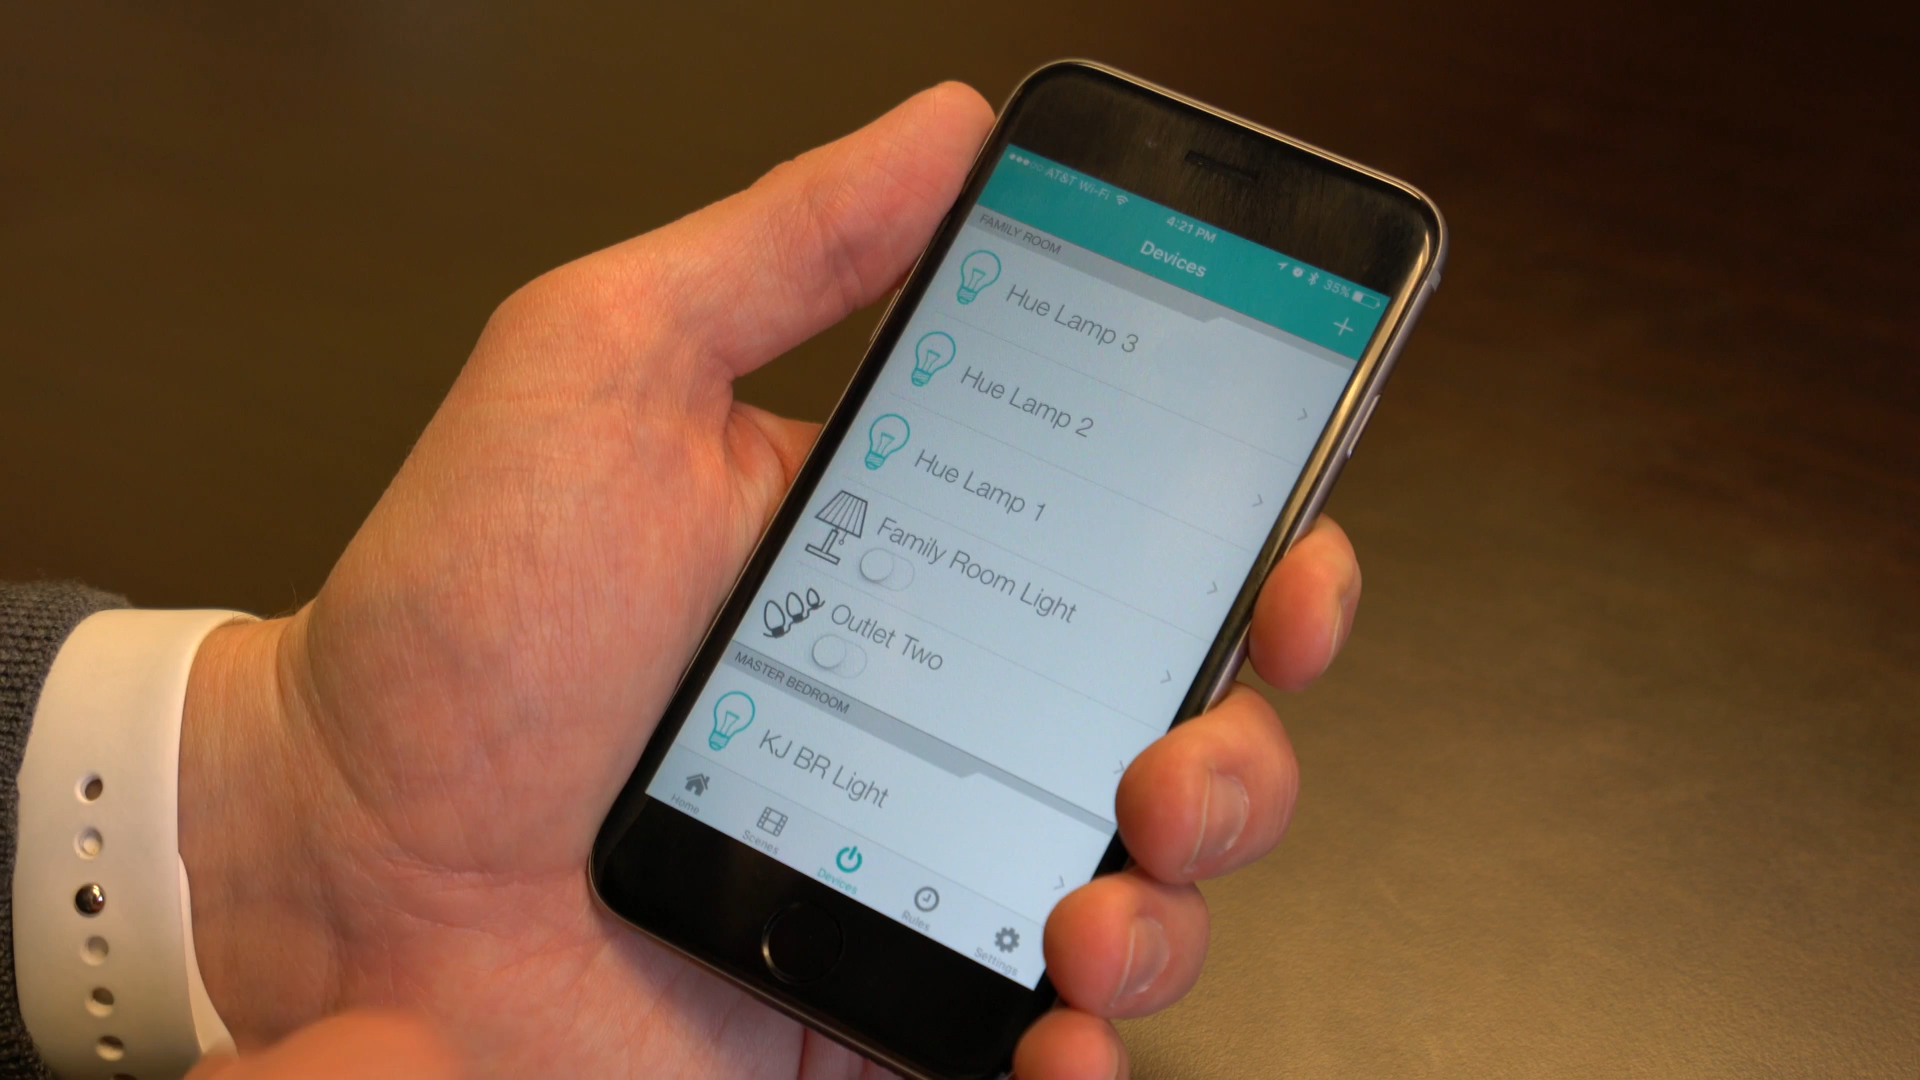 AT&T Wi-Fi
4:21 PM
35%
Devices
+
FAMILY ROOM
Hue Lamp 3
Hue Lamp 2
Hue Lamp 1
Family Room Light
Outlet Two
MASTER BEDROOM
KJ BR Light
Home
Scenes
Devices
Rules
Settings